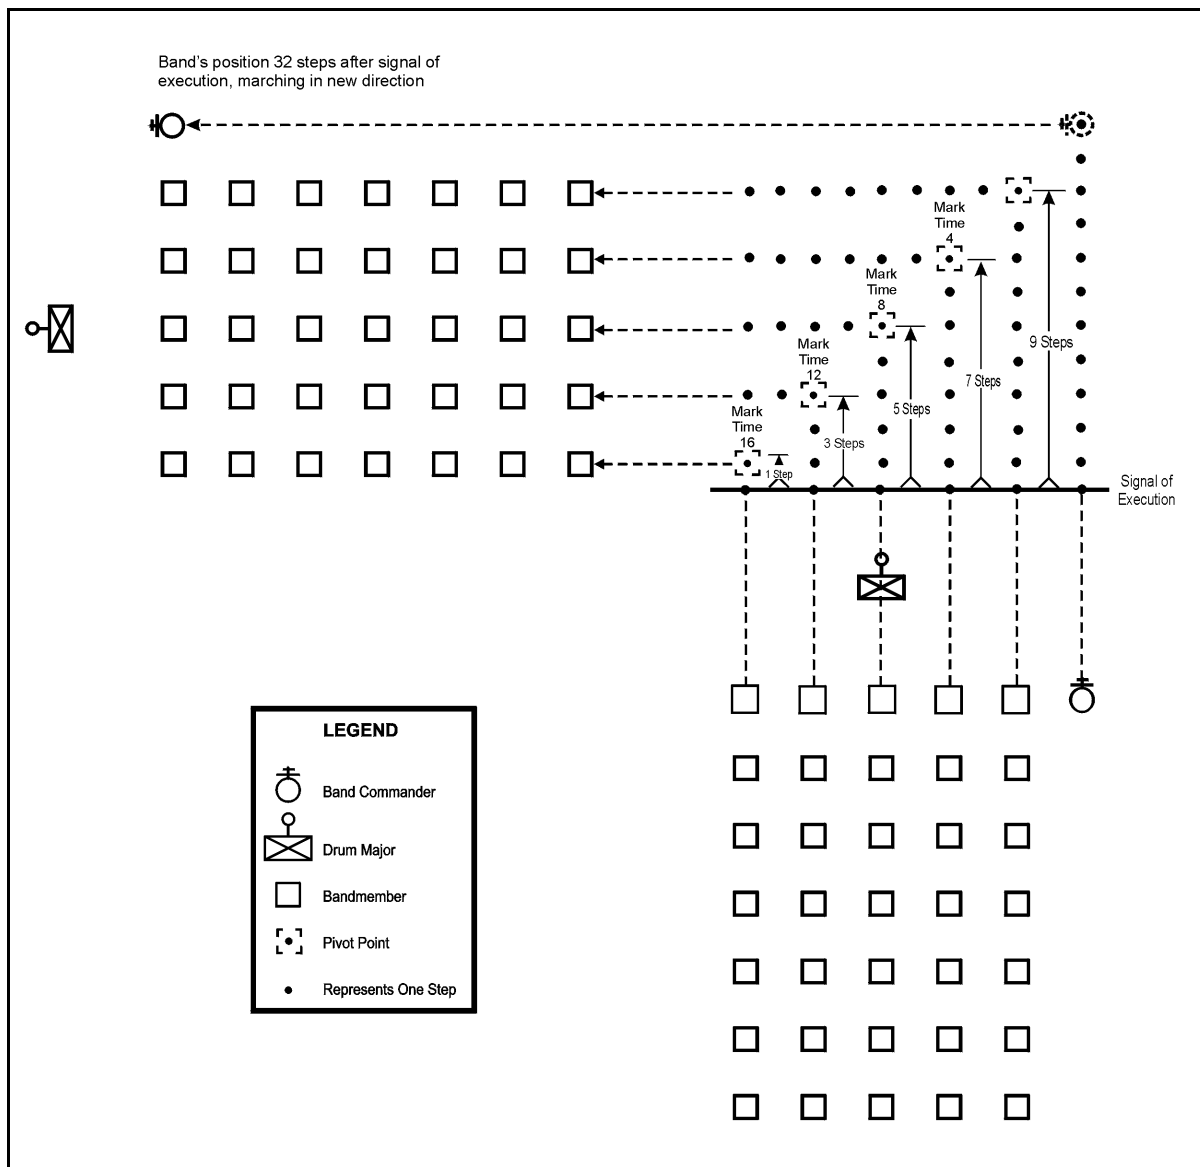 Band's position 32 steps after signal of
execution, marching in new direction
Mark
Time
4
Mark
Time
8
Mark
Time
12
Mark
Time
16
1 Step
3 Steps
5 Steps
7 Steps
9 Steps
Signal of
Execution
LEGEND
Band Commander
Drum Major
Bandmember
Pivot Point
Represents One Step